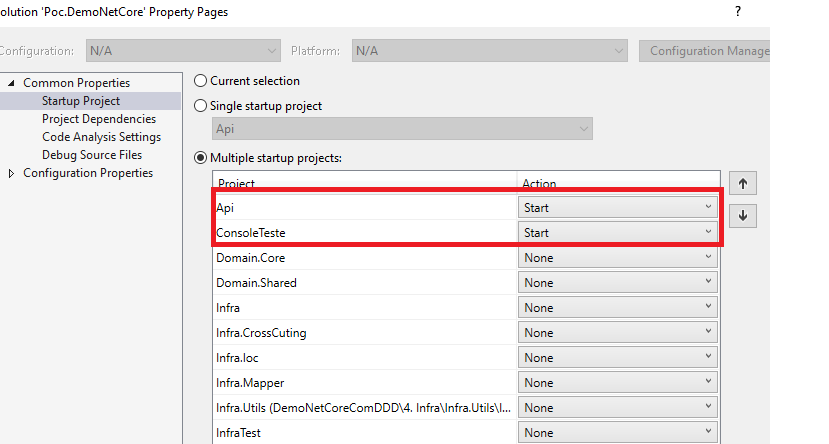 olution 'Poc.DemoNetCore' Property Pages ?
Configuration: N/A Platform: N/A Configuration Manage
Common Properties
Startup Project
Project Dependencies
Code Analysis Settings
Debug Source Files
Configuration Properties
Current selection
Single startup project
Api
Multiple startup projects:
Project Action
Api Start
ConsoleTeste Start
Domain.Core None
Domain.Shared None
Infra None
Infra.CrossCuting None
Infra.Ioc None
Infra.Mapper None
Infra.Utils (DemoNetCoreComDDD\4. Infra\Infra.Utils\I... None
InfraTest None